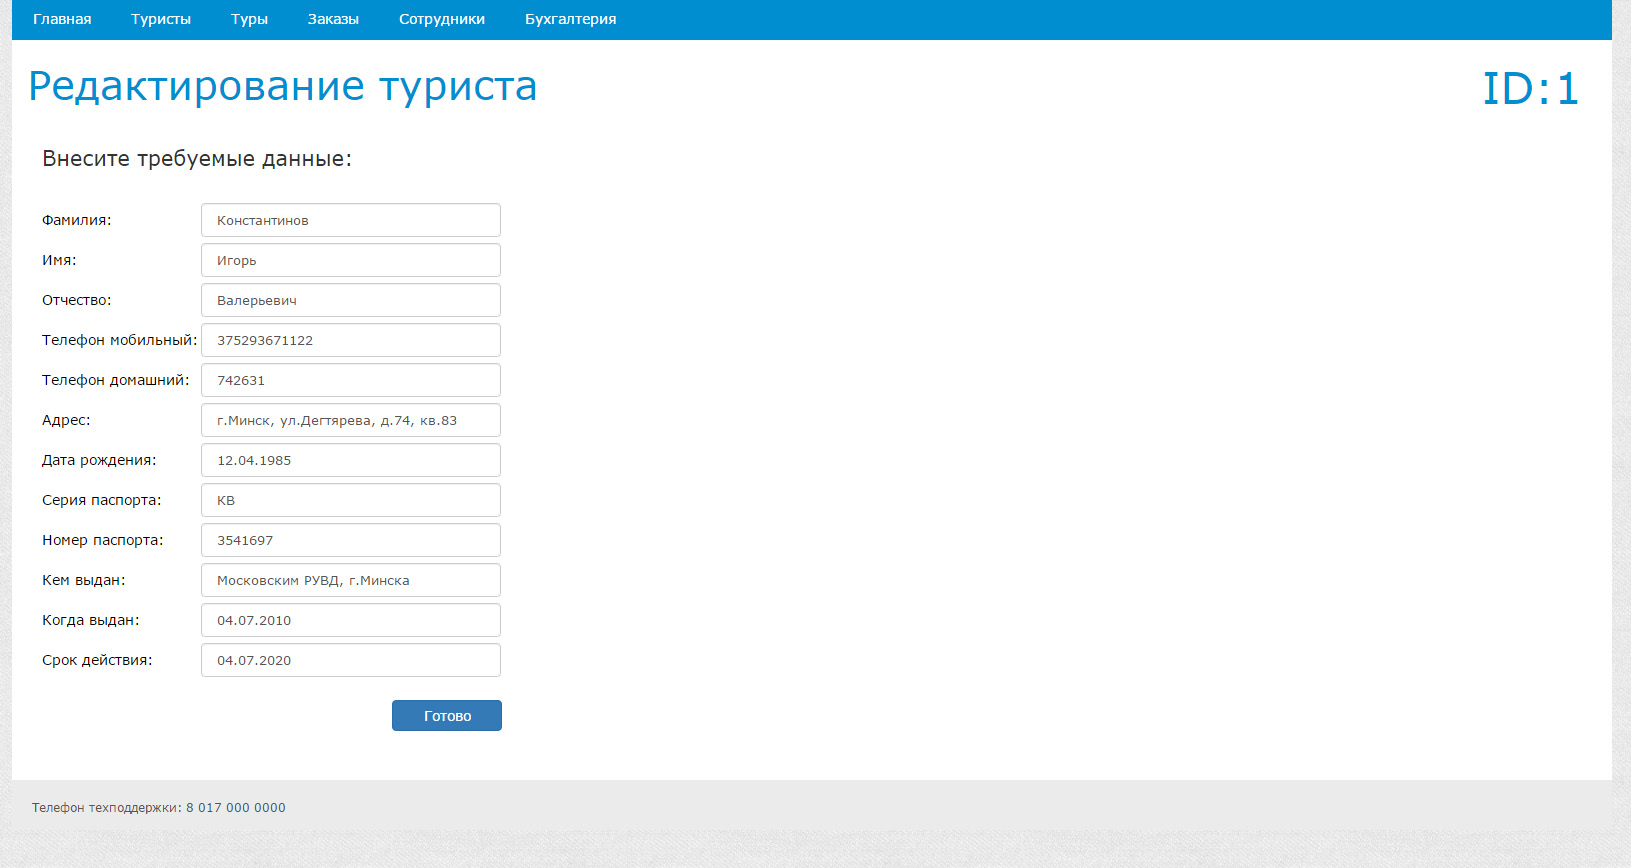 Главная Туристы Туры Заказы Сотрудники Бухгалтерия
Редактирование туриста ID:1
Внесите требуемые данные:
Фамилия: Константинов
Имя: Игорь
Отчество: Валерьевич
Телефон мобильный: 375293671122
Телефон домашний: 742631
Адрес: г.Минск, ул.Дегтярева, д.74, кв.83
Дата рождения: 12.04.1985
Серия паспорта: КВ
Номер паспорта: 3541697
Кем выдан: Московским РУВД, г.Минска
Когда выдан: 04.07.2010
Срок действия: 04.07.2020
Готово
Телефон техподдержки: 8 017 000 0000